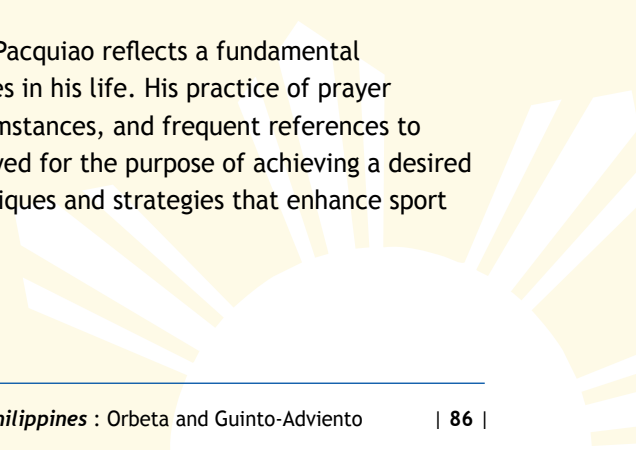 Pacquiao reflects a fundamental
es in his life. His practice of prayer
mstances, and frequent references to
ved for the purpose of achieving a desired
iques and strategies that enhance sport
hilippines : Orbeta and Guinto-Adviento | 86 |